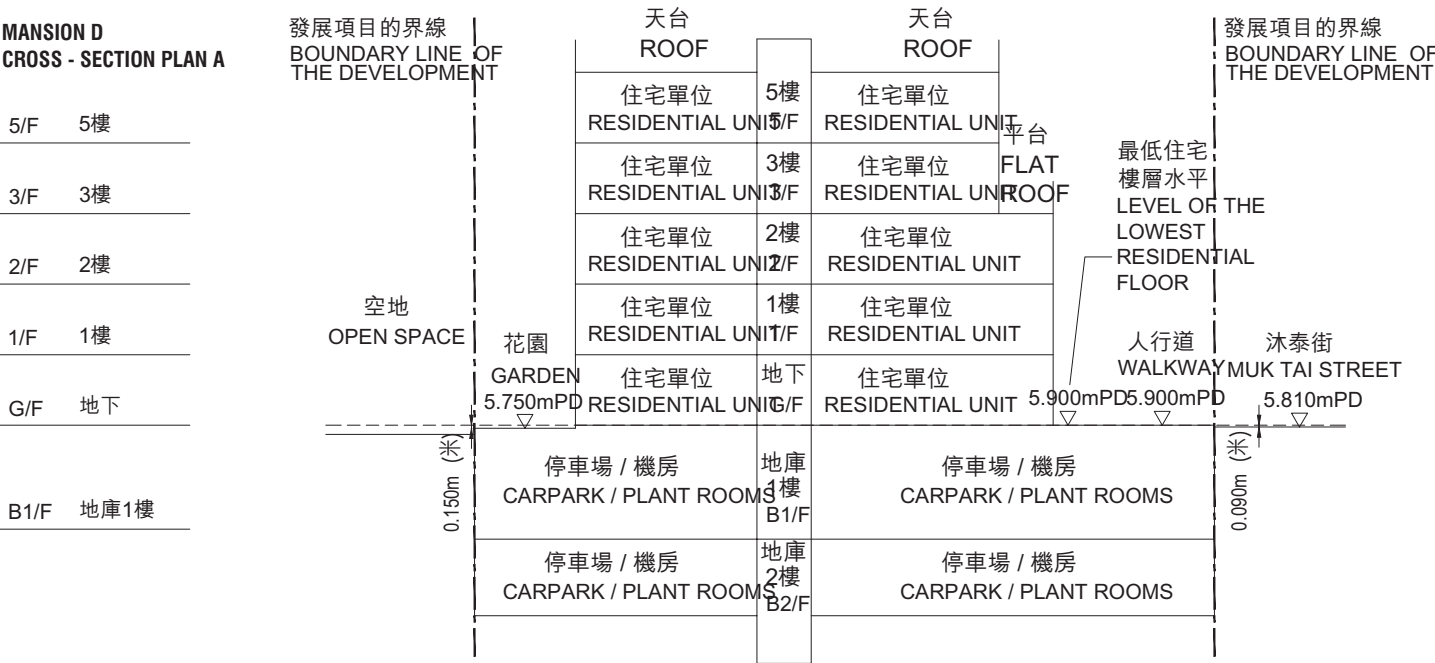 MANSION D
CROSS - SECTION PLAN A
5/F 5樓
3/F 3樓
2/F 2樓
1/F 1樓
G/F 地下
B1/F 地庫1樓
發展項目的界線
BOUNDARY LINE OF
THE DEVELOPMENT
天台
ROOF
天台
ROOF
發展項目的界線
BOUNDARY LINE OF
THE DEVELOPMENT
住宅單位
RESIDENTIAL UNIT
5樓
5/F
住宅單位
RESIDENTIAL UNIT
平台
FLAT
ROOF
住宅單位
RESIDENTIAL UNIT
3樓
3/F
住宅單位
RESIDENTIAL UNIT
最低住宅
樓層水平
LEVEL OF THE
LOWEST
RESIDENTIAL
FLOOR
住宅單位
RESIDENTIAL UNIT
2樓
2/F
住宅單位
RESIDENTIAL UNIT
空地
OPEN SPACE
住宅單位
RESIDENTIAL UNIT
1樓
1/F
住宅單位
RESIDENTIAL UNIT
花園
GARDEN
5.750mPD
住宅單位
RESIDENTIAL UNIT
地下
G/F
住宅單位
RESIDENTIAL UNIT
5.900mPD
人行道
WALKWAY
5.900mPD
沐泰街
MUK TAI STREET
5.810mPD
0.150m (米)
停車場 / 機房
CARPARK / PLANT ROOMS
地庫
1樓
B1/F
停車場 / 機房
CARPARK / PLANT ROOMS
0.090m (米)
停車場 / 機房
CARPARK / PLANT ROOMS
地庫
2樓
B2/F
停車場 / 機房
CARPARK / PLANT ROOMS